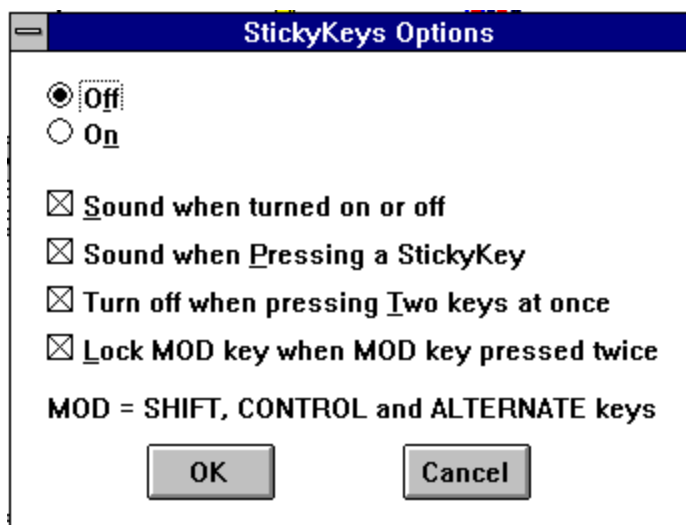 StickyKeys Options
Off
On
Sound when turned on or off
Sound when Pressing a StickyKey
Turn off when pressing Two keys at once
Lock MOD key when MOD key pressed twice
MOD = SHIFT, CONTROL and ALTERNATE keys
OK Cancel